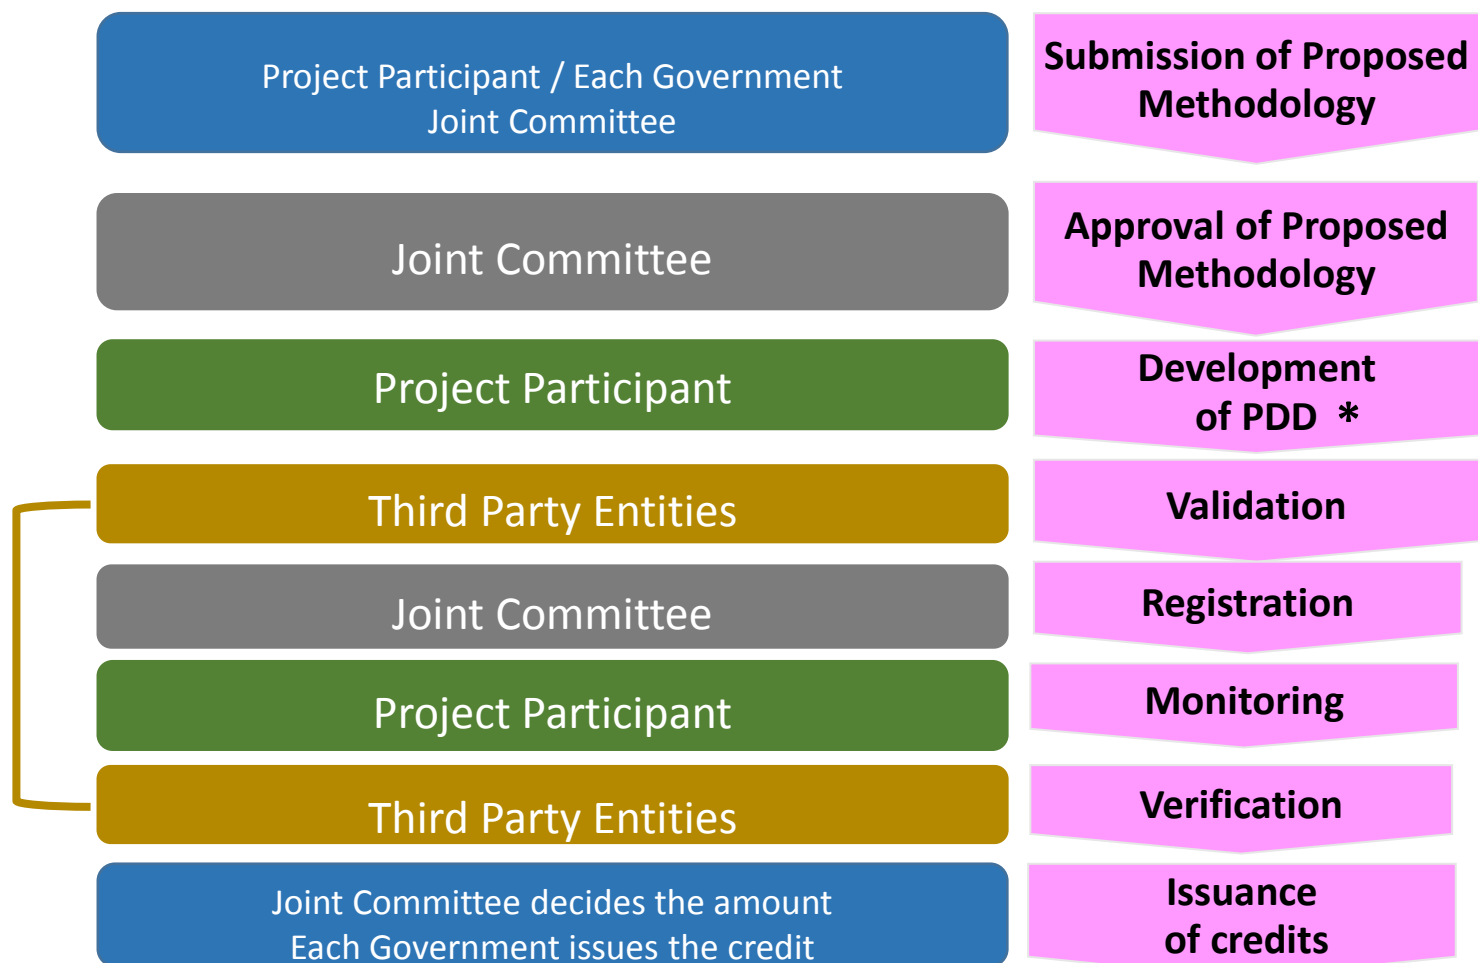 Project Participant / Each Government
Joint Committee
Submission of Proposed
Methodology
Joint Committee
Approval of Proposed
Methodology
Project Participant
Development
of PDD *
Third Party Entities
Validation
Joint Committee
Registration
Project Participant
Monitoring
Third Party Entities
Verification
Joint Committee decides the amount
Each Government issues the credit
Issuance
of credits